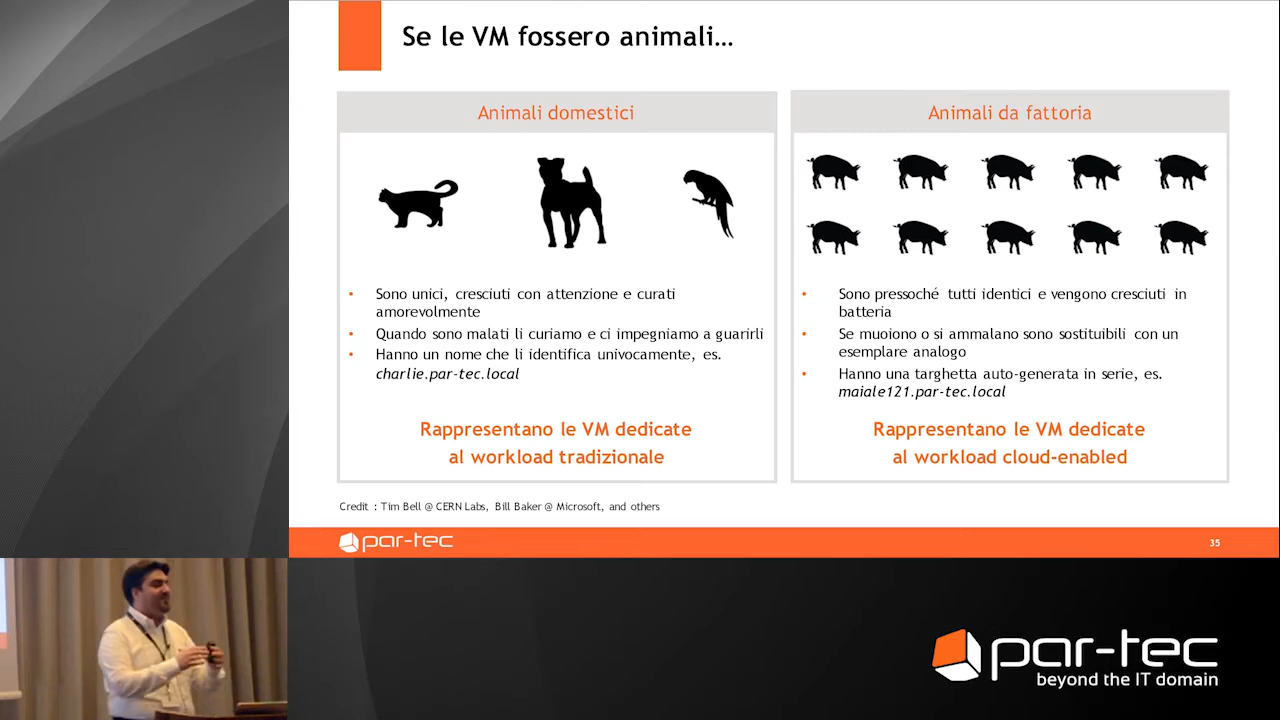 Se le VM fossero animali…
Animali domestici
• Sono unici, cresciuti con attenzione e curati
amorevolmente
• Quando sono malati li curiamo e ci impegniamo a guarirli
• Hanno un nome che li identifica univocamente, es.
charlie.par-tec.local
Rappresentano le VM dedicate
al workload tradizionale
Animali da fattoria
• Sono pressoché tutti identici e vengono cresciuti in
batteria
• Se muoiono o si ammalano sono sostituibili con un
esemplare analogo
• Hanno una targhetta auto-generata in serie, es.
maiale121.par-tec.local
Rappresentano le VM dedicate
al workload cloud-enabled
Credit : Tim Bell @ CERN Labs, Bill Baker @ Microsoft, and others
par-tec
35
par-tec
beyond the IT domain